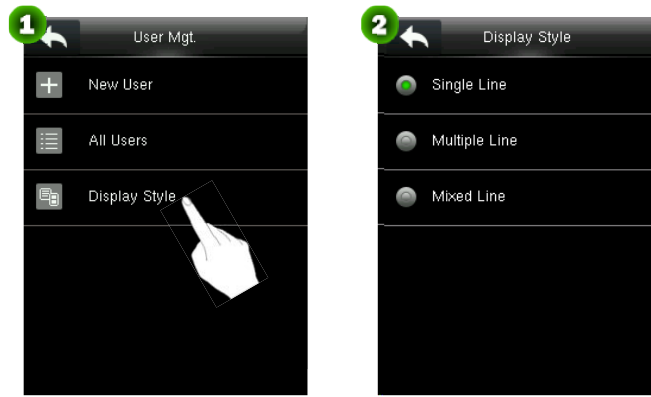 1
User Mgt.
New User
All Users
Display Style
2
Display Style
Single Line
Multiple Line
Mixed Line